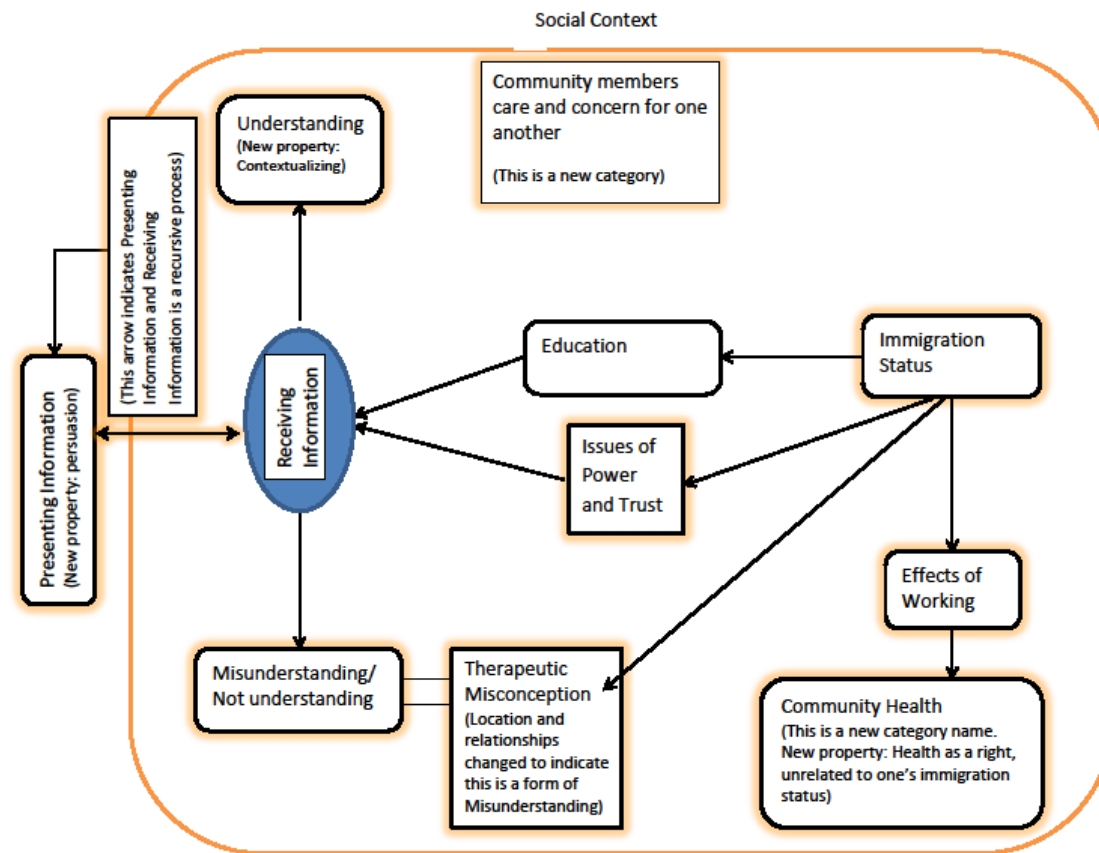 Social Context
Community members
care and concern for one
another
(This is a new category)
Understanding
(New property:
Contextualizing)
(This arrow indicates Presenting
Information and Receiving
Information is a recursive process)
Presenting Information
(New property: persuasion)
Receiving
Information
Education
Immigration
Status
Issues of
Power
and Trust
Effects of
Working
Misunderstanding/
Not understanding
Therapeutic
Misconception
(Location and
relationships
changed to indicate
this is a form of
Misunderstanding)
Community Health
(This is a new category name.
New property: Health as a right,
unrelated to one's immigration
status)